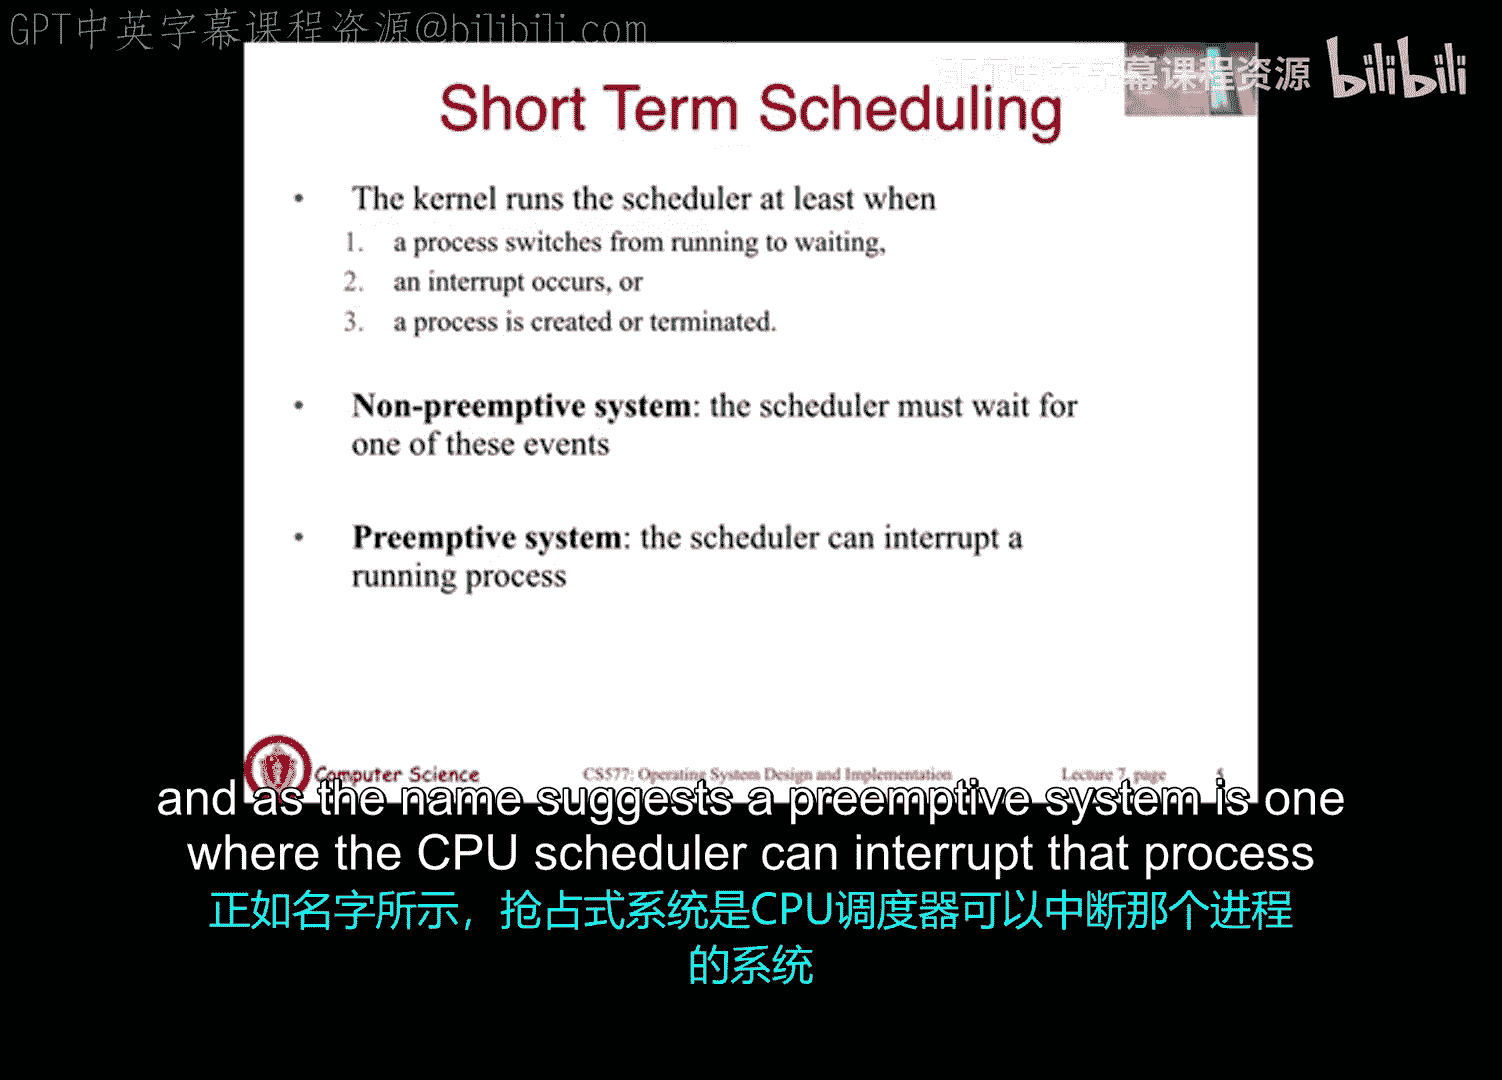 GPT中英字幕课程资源@bilibili.com
幕课程资源 bilibili
Short Term Scheduling
• The kernel runs the scheduler at least when
1. a process switches from running to waiting,
2. an interrupt occurs, or
3. a process is created or terminated.
• Non-preemptive system: the scheduler must wait for
one of these events
• Preemptive system: the scheduler can interrupt a
running process
Computer Science CS577: Operating System Design and Implementation Lecture 7, page 5
and as the name suggests a preemptive system is one
where the CPU scheduler can interrupt that process
正如名字所示，抢占式系统是CPU调度器可以中断那个进程
的系统